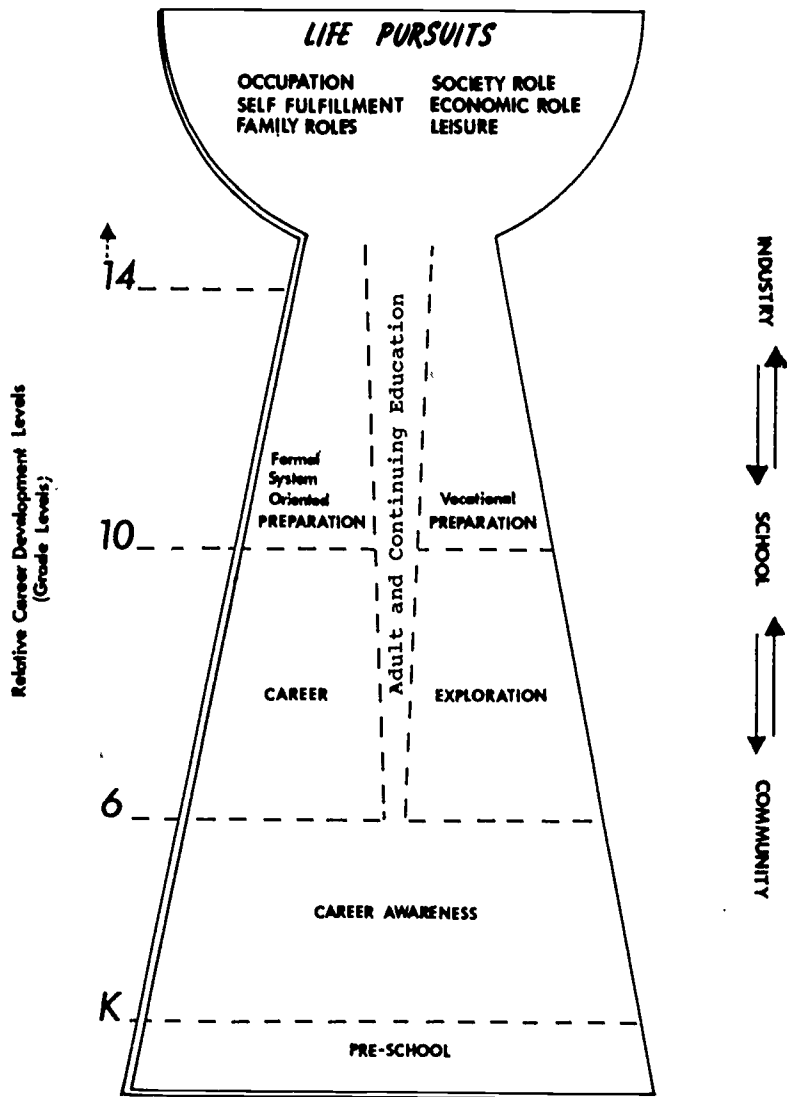 LIFE PURSUITS
OCCUPATION
SELF FULFILLMENT
FAMILY ROLES
SOCIETY ROLE
ECONOMIC ROLE
LEISURE
14
Formal
System
Oriented
PREPARATION
Adult and Continuing Education
Vocational
PREPARATION
10
CAREER
EXPLORATION
6
CAREER AWARENESS
K
PRE-SCHOOL
Relative Career Development Levels
(Grade Levels;
INDUSTRY
SCHOOL
COMMUNITY